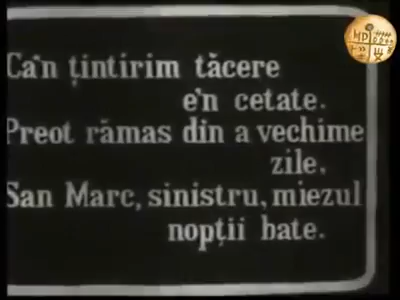 Ca'n țintirim tăcere
e'n cetate.
Preot rămas din a vechime
zile,
San Marc, sinistru, miezul
nopții bate.